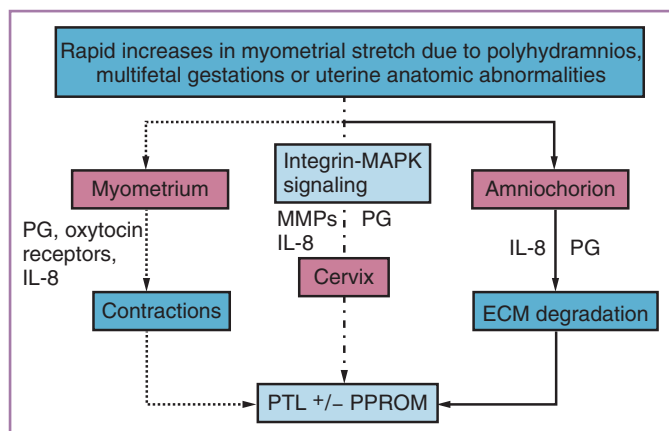 Rapid increases in myometrial stretch due to polyhydramnios,
multifetal gestations or uterine anatomic abnormalities
Integrin-MAPK
signaling
Myometrium
Amniochorion
PG, oxytocin
receptors,
IL-8
MMPs PG
IL-8
IL-8 PG
Cervix
Contractions
ECM degradation
PTL +/− PPROM